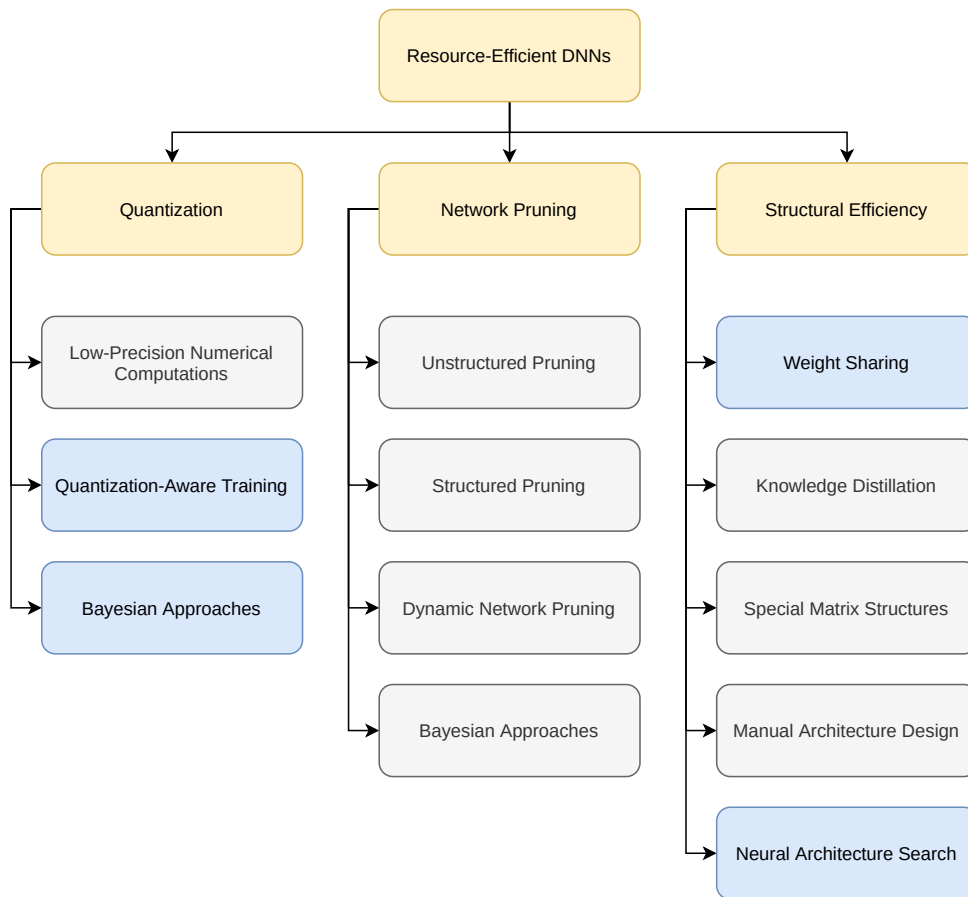 Resource-Efficient DNNs
Quantization
Network Pruning
Structural Efficiency
Low-Precision Numerical
Computations
Unstructured Pruning
Weight Sharing
Quantization-Aware Training
Structured Pruning
Knowledge Distillation
Bayesian Approaches
Dynamic Network Pruning
Special Matrix Structures
Bayesian Approaches
Manual Architecture Design
Neural Architecture Search